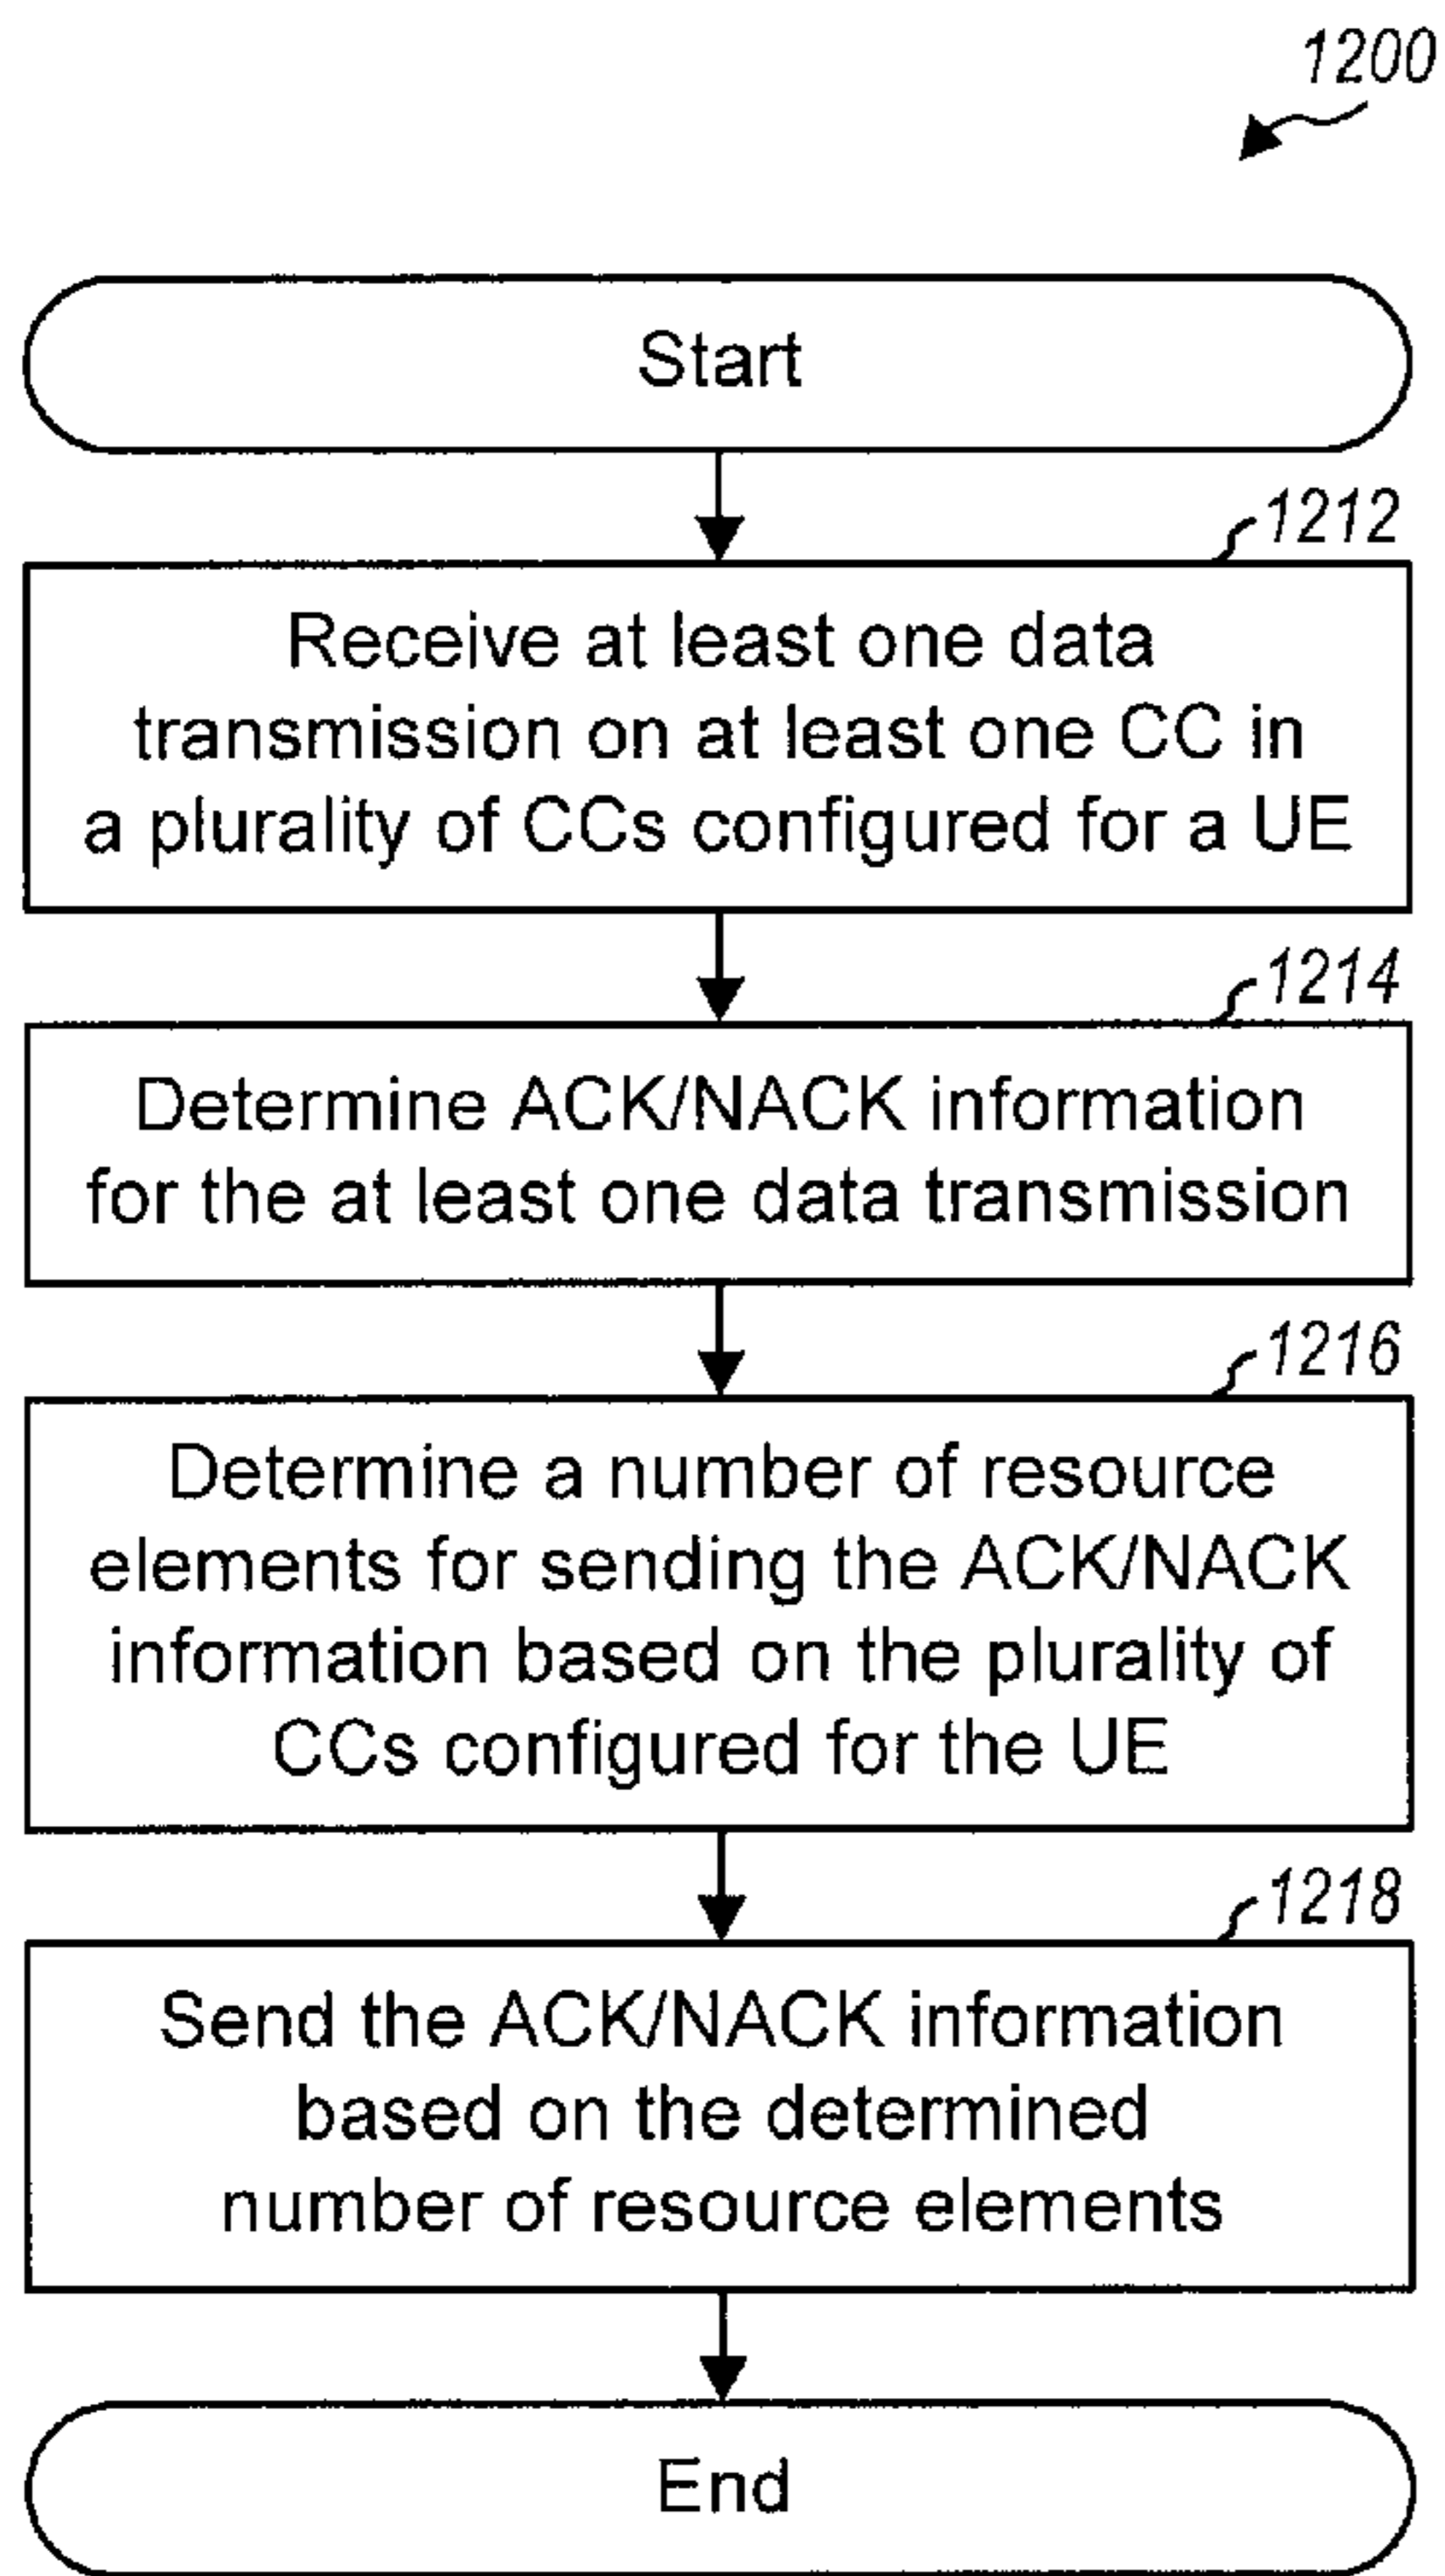 1200
Start
1212
Receive at least one data
transmission on at least one CC in
a plurality of CCs configured for a UE
1214
Determine ACK/NACK information
for the at least one data transmission
1216
Determine a number of resource
elements for sending the ACK/NACK
information based on the plurality of
CCs configured for the UE
1218
Send the ACK/NACK information
based on the determined
number of resource elements
End